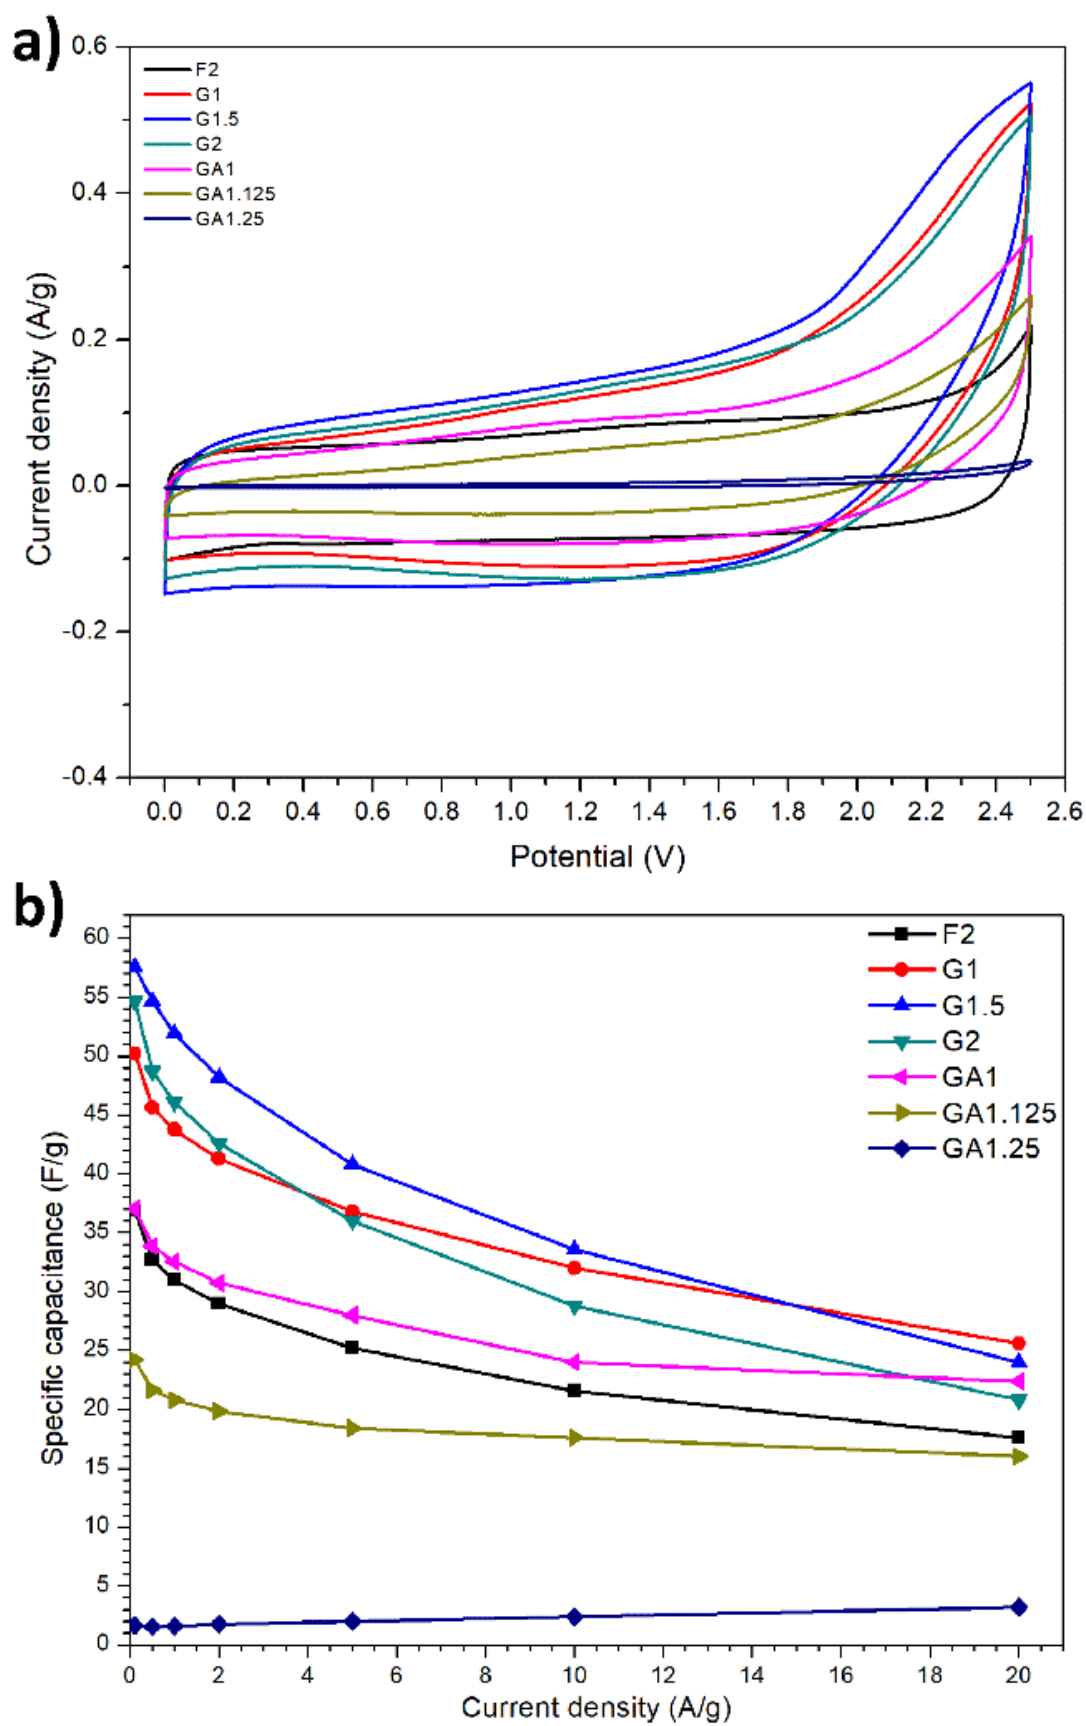 a)
0.6
0.4
0.2
0.0
-0.2
-0.4
Current density (A/g)
F2
G1
G1.5
G2
GA1
GA1.125
GA1.25
0.0 0.2 0.4 0.6 0.8 1.0 1.2 1.4 1.6 1.8 2.0 2.2 2.4 2.6
Potential (V)
b)
60
55
50
45
40
35
30
25
20
15
10
5
0
Specific capacitance (F/g)
F2
G1
G1.5
G2
GA1
GA1.125
GA1.25
0 2 4 6 8 10 12 14 16 18 20
Current density (A/g)